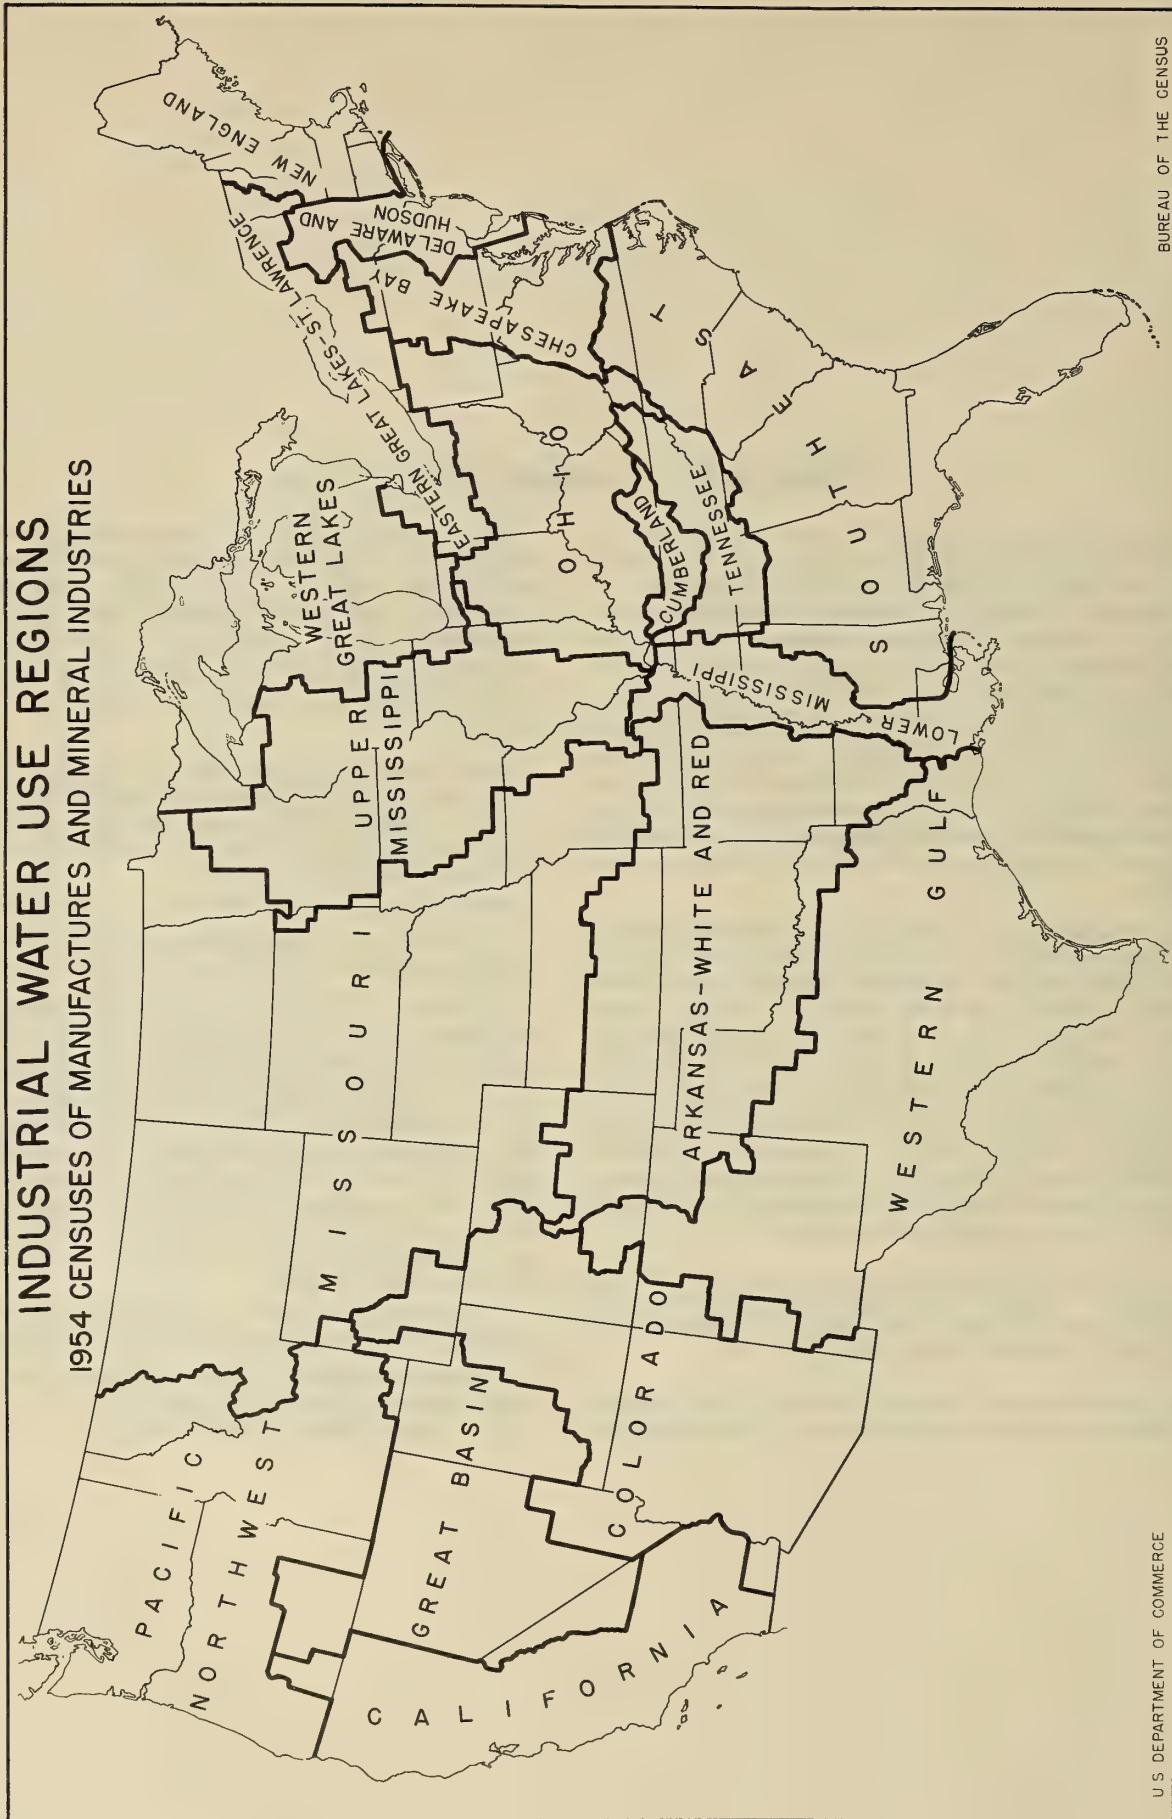 INDUSTRIAL WATER USE REGIONS
1954 CENSUSES OF MANUFACTURES AND MINERAL INDUSTRIES
PACIFIC
NORTHWEST
MISSOURI
UPPER
MISSISSIPPI
WESTERN
GREAT LAKES
EASTERN GREAT LAKES-ST. LAWRENCE
NEW ENGLAND
DELAWARE AND
HUDSON
CHESAPEAKE BAY
OHIO
CUMBERLAND
TENNESSEE
SOUTHEAST
LOWER MISSISSIPPI
ARKANSAS-WHITE AND RED
WESTERN GULF
COLORADO
GREAT BASIN
CALIFORNIA
U S DEPARTMENT OF COMMERCE
BUREAU OF THE CENSUS